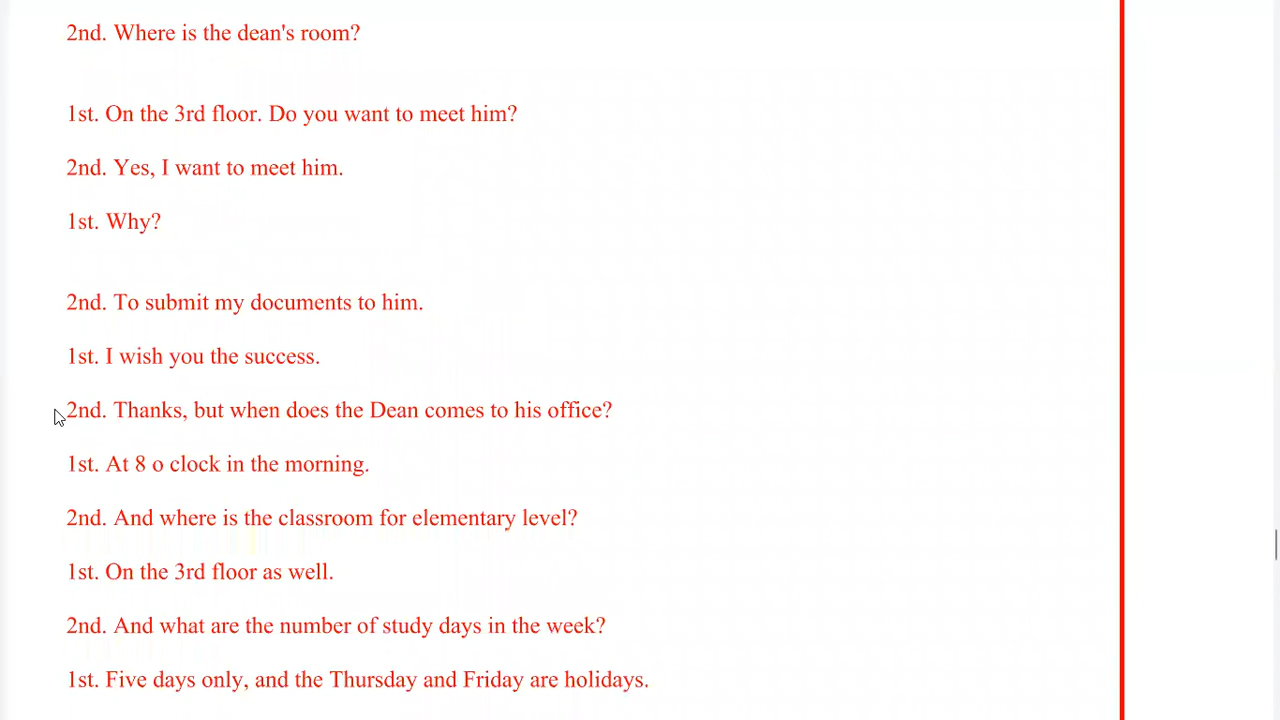 2nd. Where is the dean's room?
1st. On the 3rd floor. Do you want to meet him?
2nd. Yes, I want to meet him.
1st. Why?
2nd. To submit my documents to him.
1st. I wish you the success.
2nd. Thanks, but when does the Dean comes to his office?
1st. At 8 o clock in the morning.
2nd. And where is the classroom for elementary level?
1st. On the 3rd floor as well.
2nd. And what are the number of study days in the week?
1st. Five days only, and the Thursday and Friday are holidays.